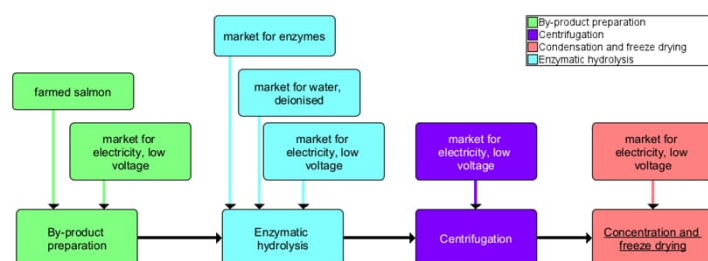 By-product preparation
Centrifugation
Condensation and freeze drying
Enzymatic hydrolysis
market for enzymes
farmed salmon
market for water,
deionised
market for
electricity, low
voltage
market for
electricity, low
voltage
market for
electricity, low
voltage
market for
electricity, low
voltage
By-product
preparation
Enzymatic
hydrolysis
Centrifugation
Concentration and
freeze drying